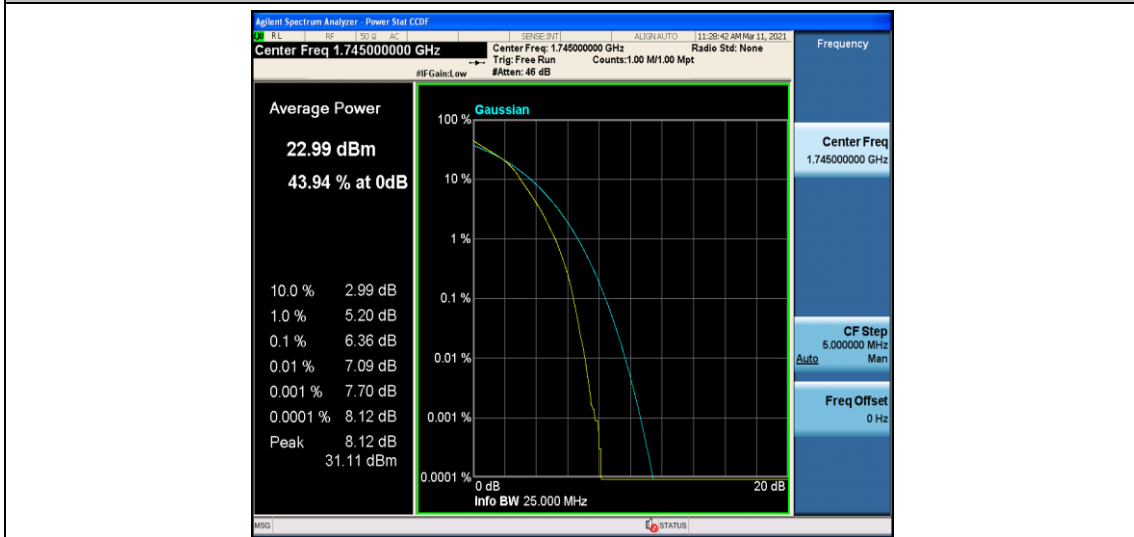 Agilent Spectrum Analyzer - Power Stat CCDF
RL RF 50 Ω AC SENSE:INT ALIGN AUTO 11:28:42 AM Mar 11, 2021
Center Freq 1.745000000 GHz
Center Freq: 1.745000000 GHz Radio Std: None
Trig: Free Run Counts:1.00 M/1.00 Mpt
#IFGain:Low #Atten: 46 dB
Frequency
Average Power
22.99 dBm
43.94 % at 0dB
10.0 % 2.99 dB
1.0 % 5.20 dB
0.1 % 6.36 dB
0.01 % 7.09 dB
0.001 % 7.70 dB
0.0001 % 8.12 dB
Peak 8.12 dB
31.11 dBm
Gaussian
100 %
10 %
1 %
0.1 %
0.01 %
0.001 %
0.0001 %
0 dB 20 dB
Info BW 25.000 MHz
Center Freq
1.745000000 GHz
CF Step
5.000000 MHz
Auto Man
Freq Offset
0 Hz
MSG STATUS